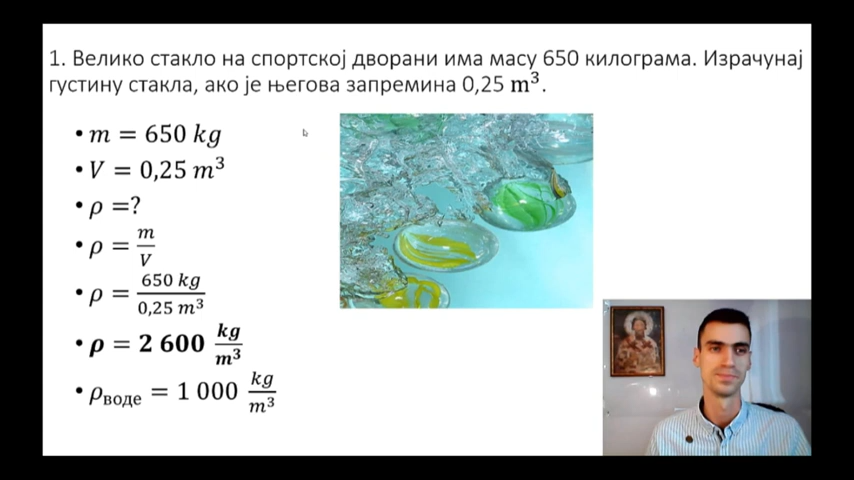 1. Велико стакло на спортској дворани има масу 650 килограма. Израчунај
густину стакла, ако је његова запремина 0,25 m³.
• m = 650 kg
• V = 0,25 m³
• ρ =?
• ρ = m/V
• ρ = 650 kg/0,25 m³
• ρ = 2 600 kg/m³
• ρводе = 1 000 kg/m³